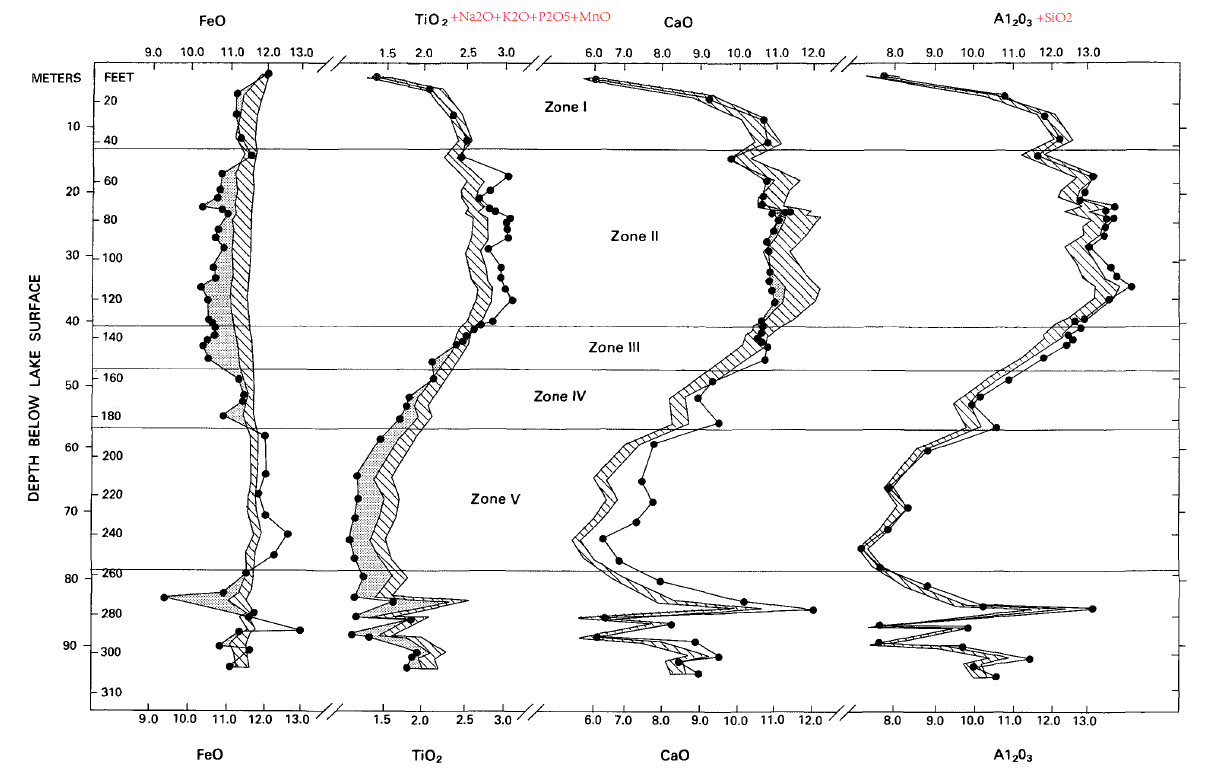 FeO TiO2 +Na2O+K2O+P2O5+MnO CaO A12O3 +SiO2
9.0 10.0 11.0 12.0 13.0 1.5 2.0 2.5 3.0 6.0 7.0 8.0 9.0 10.0 11.0 12.0 8.0 9.0 10.0 11.0 12.0 13.0
METERS FEET
20
Zone I
10
40
60
20
80
Zone II
30
100
120
40
140
Zone III
160
50
Zone IV
180
60
200
220
Zone V
70
240
260
80
280
90
300
310
DEPTH BELOW LAKE SURFACE
9.0 10.0 11.0 12.0 13.0 1.5 2.0 2.5 3.0 6.0 7.0 8.0 9.0 10.0 11.0 12.0 8.0 9.0 10.0 11.0 12.0 13.0
FeO TiO2 CaO A12O3